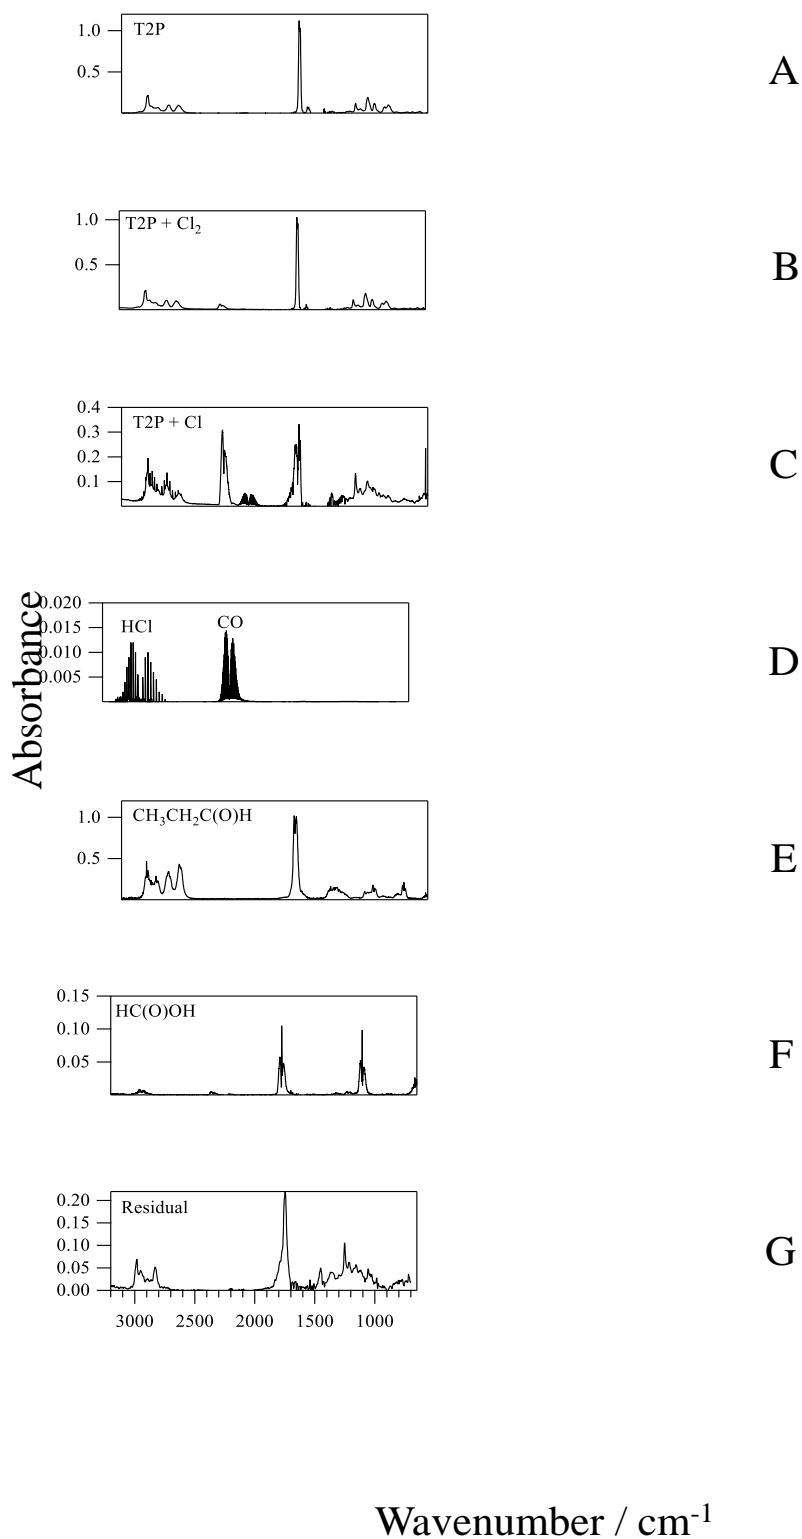 T2P
1.0
0.5
A
T2P + Cl2
1.0
0.5
B
T2P + Cl
0.4
0.3
0.2
0.1
C
Absorbance
0.020
0.015
0.010
0.005
HCl
CO
D
CH3CH2C(O)H
1.0
0.5
E
HC(O)OH
0.15
0.10
0.05
F
Residual
0.20
0.15
0.10
0.05
0.00
G
3000 2500 2000 1500 1000
Wavenumber / cm-1